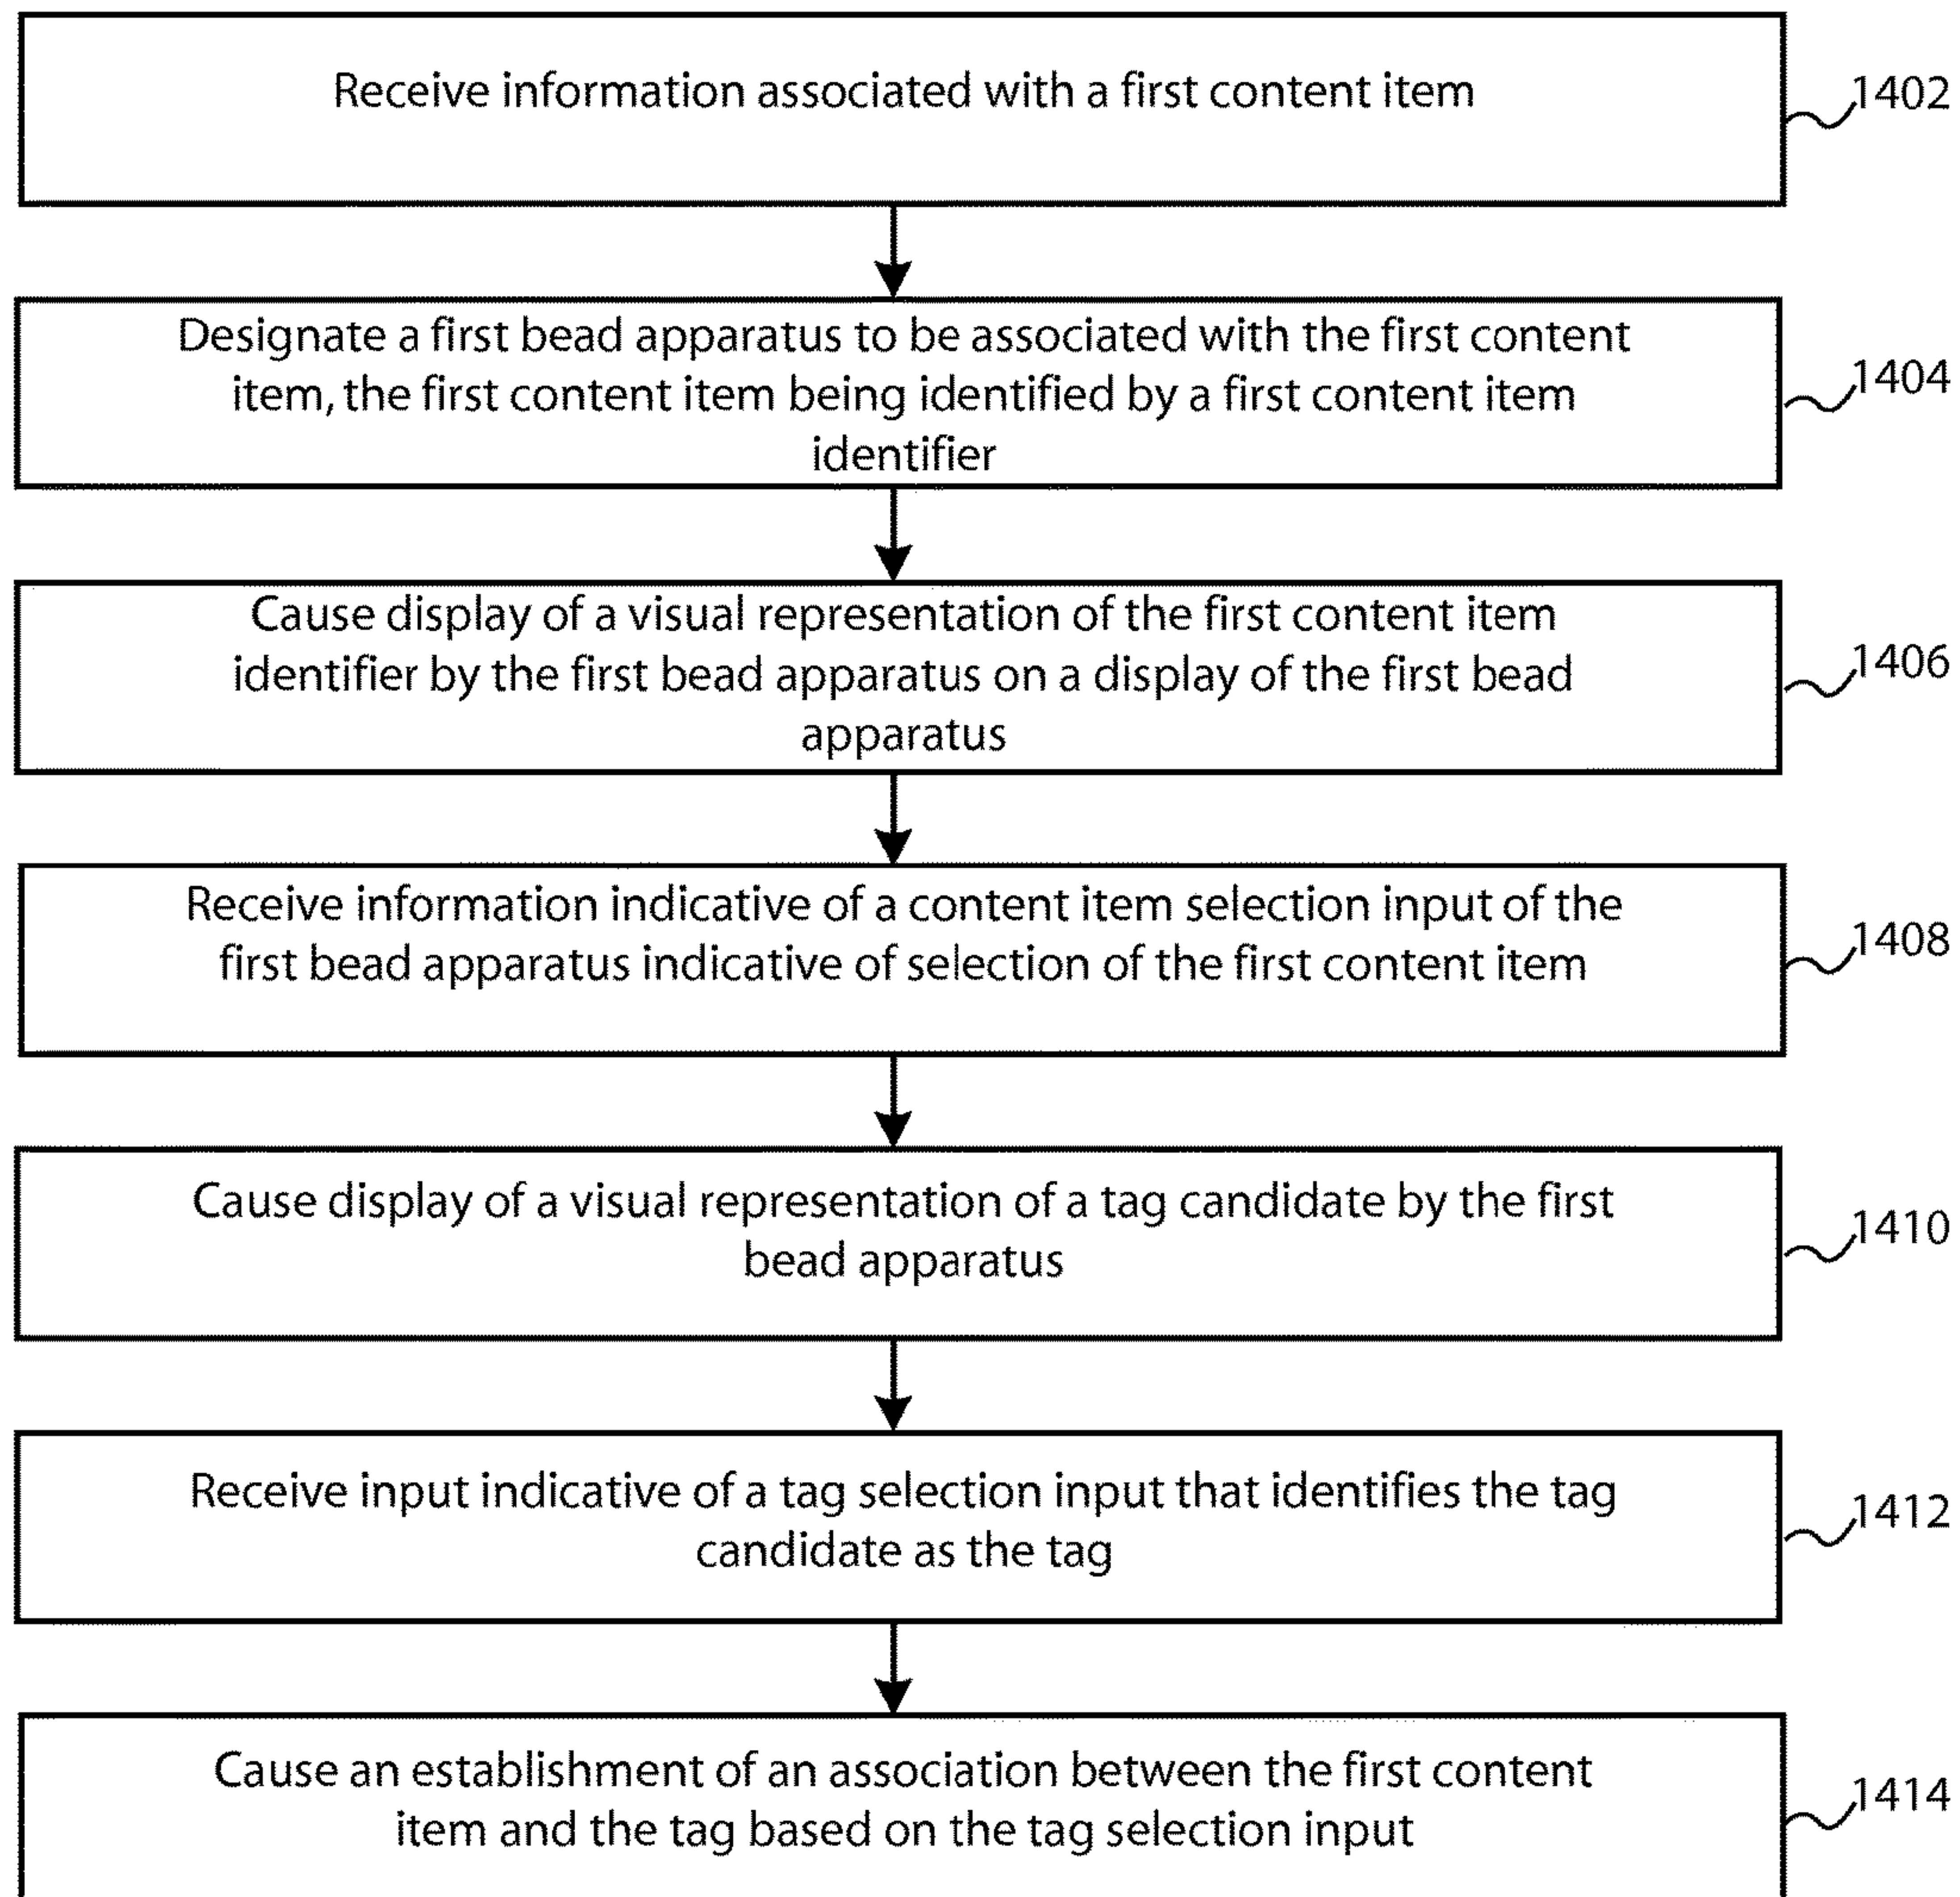 Receive information associated with a first content item
1402
Designate a first bead apparatus to be associated with the first content
item, the first content item being identified by a first content item
identifier
1404
Cause display of a visual representation of the first content item
identifier by the first bead apparatus on a display of the first bead
apparatus
1406
Receive information indicative of a content item selection input of the
first bead apparatus indicative of selection of the first content item
1408
Cause display of a visual representation of a tag candidate by the first
bead apparatus
1410
Receive input indicative of a tag selection input that identifies the tag
candidate as the tag
1412
Cause an establishment of an association between the first content
item and the tag based on the tag selection input
1414